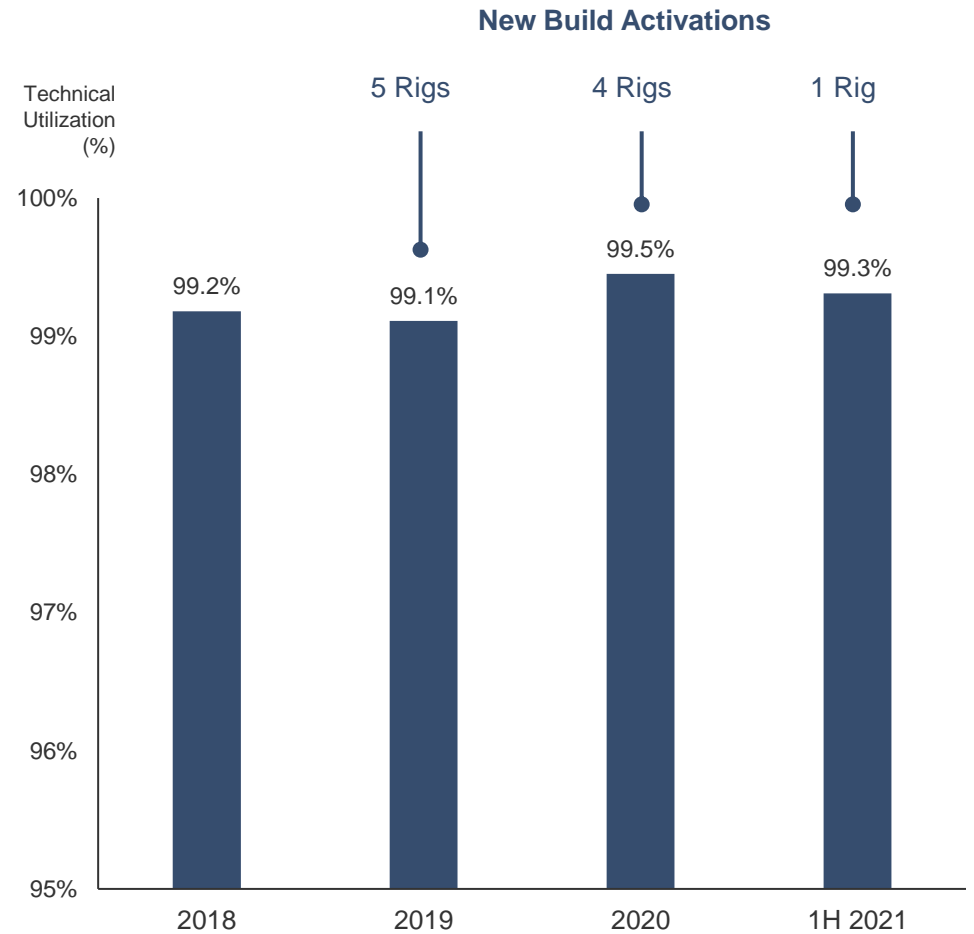 New Build Activations
5 Rigs
4 Rigs
1 Rig
Technical
Utilization
(%)
100%
99%
98%
97%
96%
95%
99.2%
99.1%
99.5%
99.3%
2018
2019
2020
1H 2021